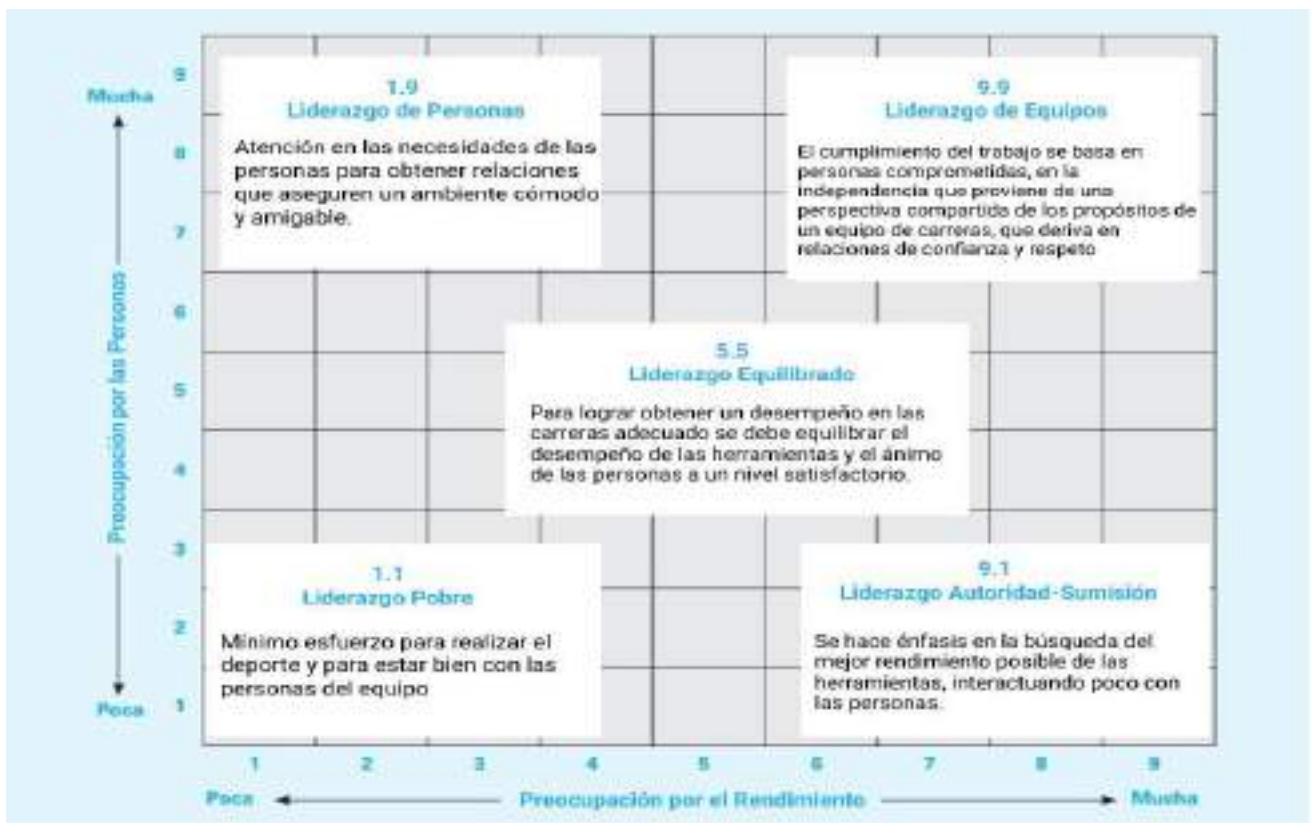 9
Mucha
8
7
6
5
4
3
2
1
Poca
Preocupación por las Personas
1.9
Liderazgo de Personas
Atención en las necesidades de las
personas para obtener relaciones
que aseguren un ambiente cómodo
y amigable.
9.9
Liderazgo de Equipos
El cumplimiento del trabajo se basa en
personas comprometidas, en la
independencia que proviene de una
perspectiva compartida de los propósitos de
un equipo de carreras, que deriva en
relaciones de confianza y respeto
5.5
Liderazgo Equilibrado
Para lograr obtener un desempeño en las
carreras adecuado se debe equilibrar el
desempeño de las herramientas y el ánimo
de las personas a un nivel satisfactorio.
1.1
Liderazgo Pobre
Mínimo esfuerzo para realizar el
deporte y para estar bien con las
personas del equipo
9.1
Liderazgo Autoridad-Sumisión
Se hace énfasis en la búsqueda del
mejor rendimiento posible de las
herramientas, interactuando poco con
las personas.
1 2 3 4 5 6 7 8 9
Poca Preocupación por el Rendimiento Mucha